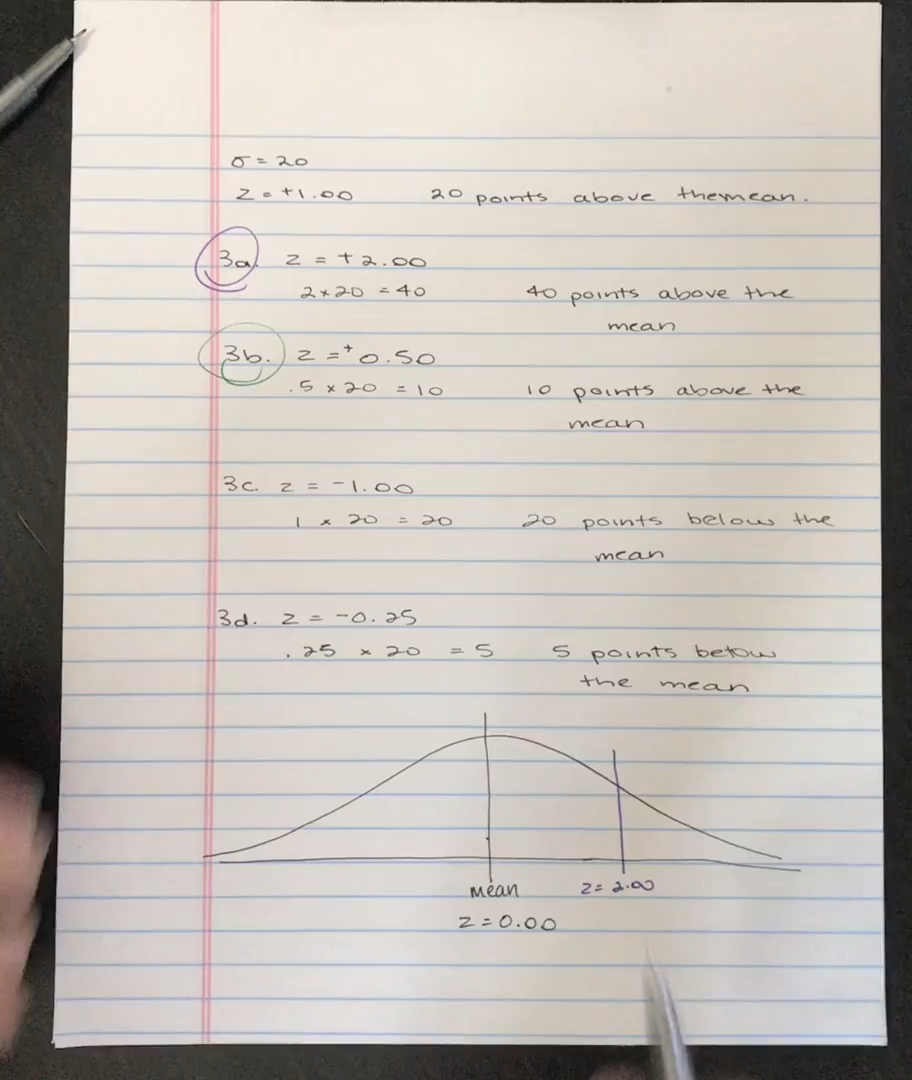 σ = 20
z = +1.00 20 points above the mean.
3a. z = +2.00
2 × 20 = 40 40 points above the
mean
3b. z = +0.50
.5 × 20 = 10 10 points above the
mean
3c. z = -1.00
1 × 20 = 20 20 points below the
mean
3d. z = -0.25
.25 × 20 = 5 5 points below
the mean
mean z = 2.00
z = 0.00